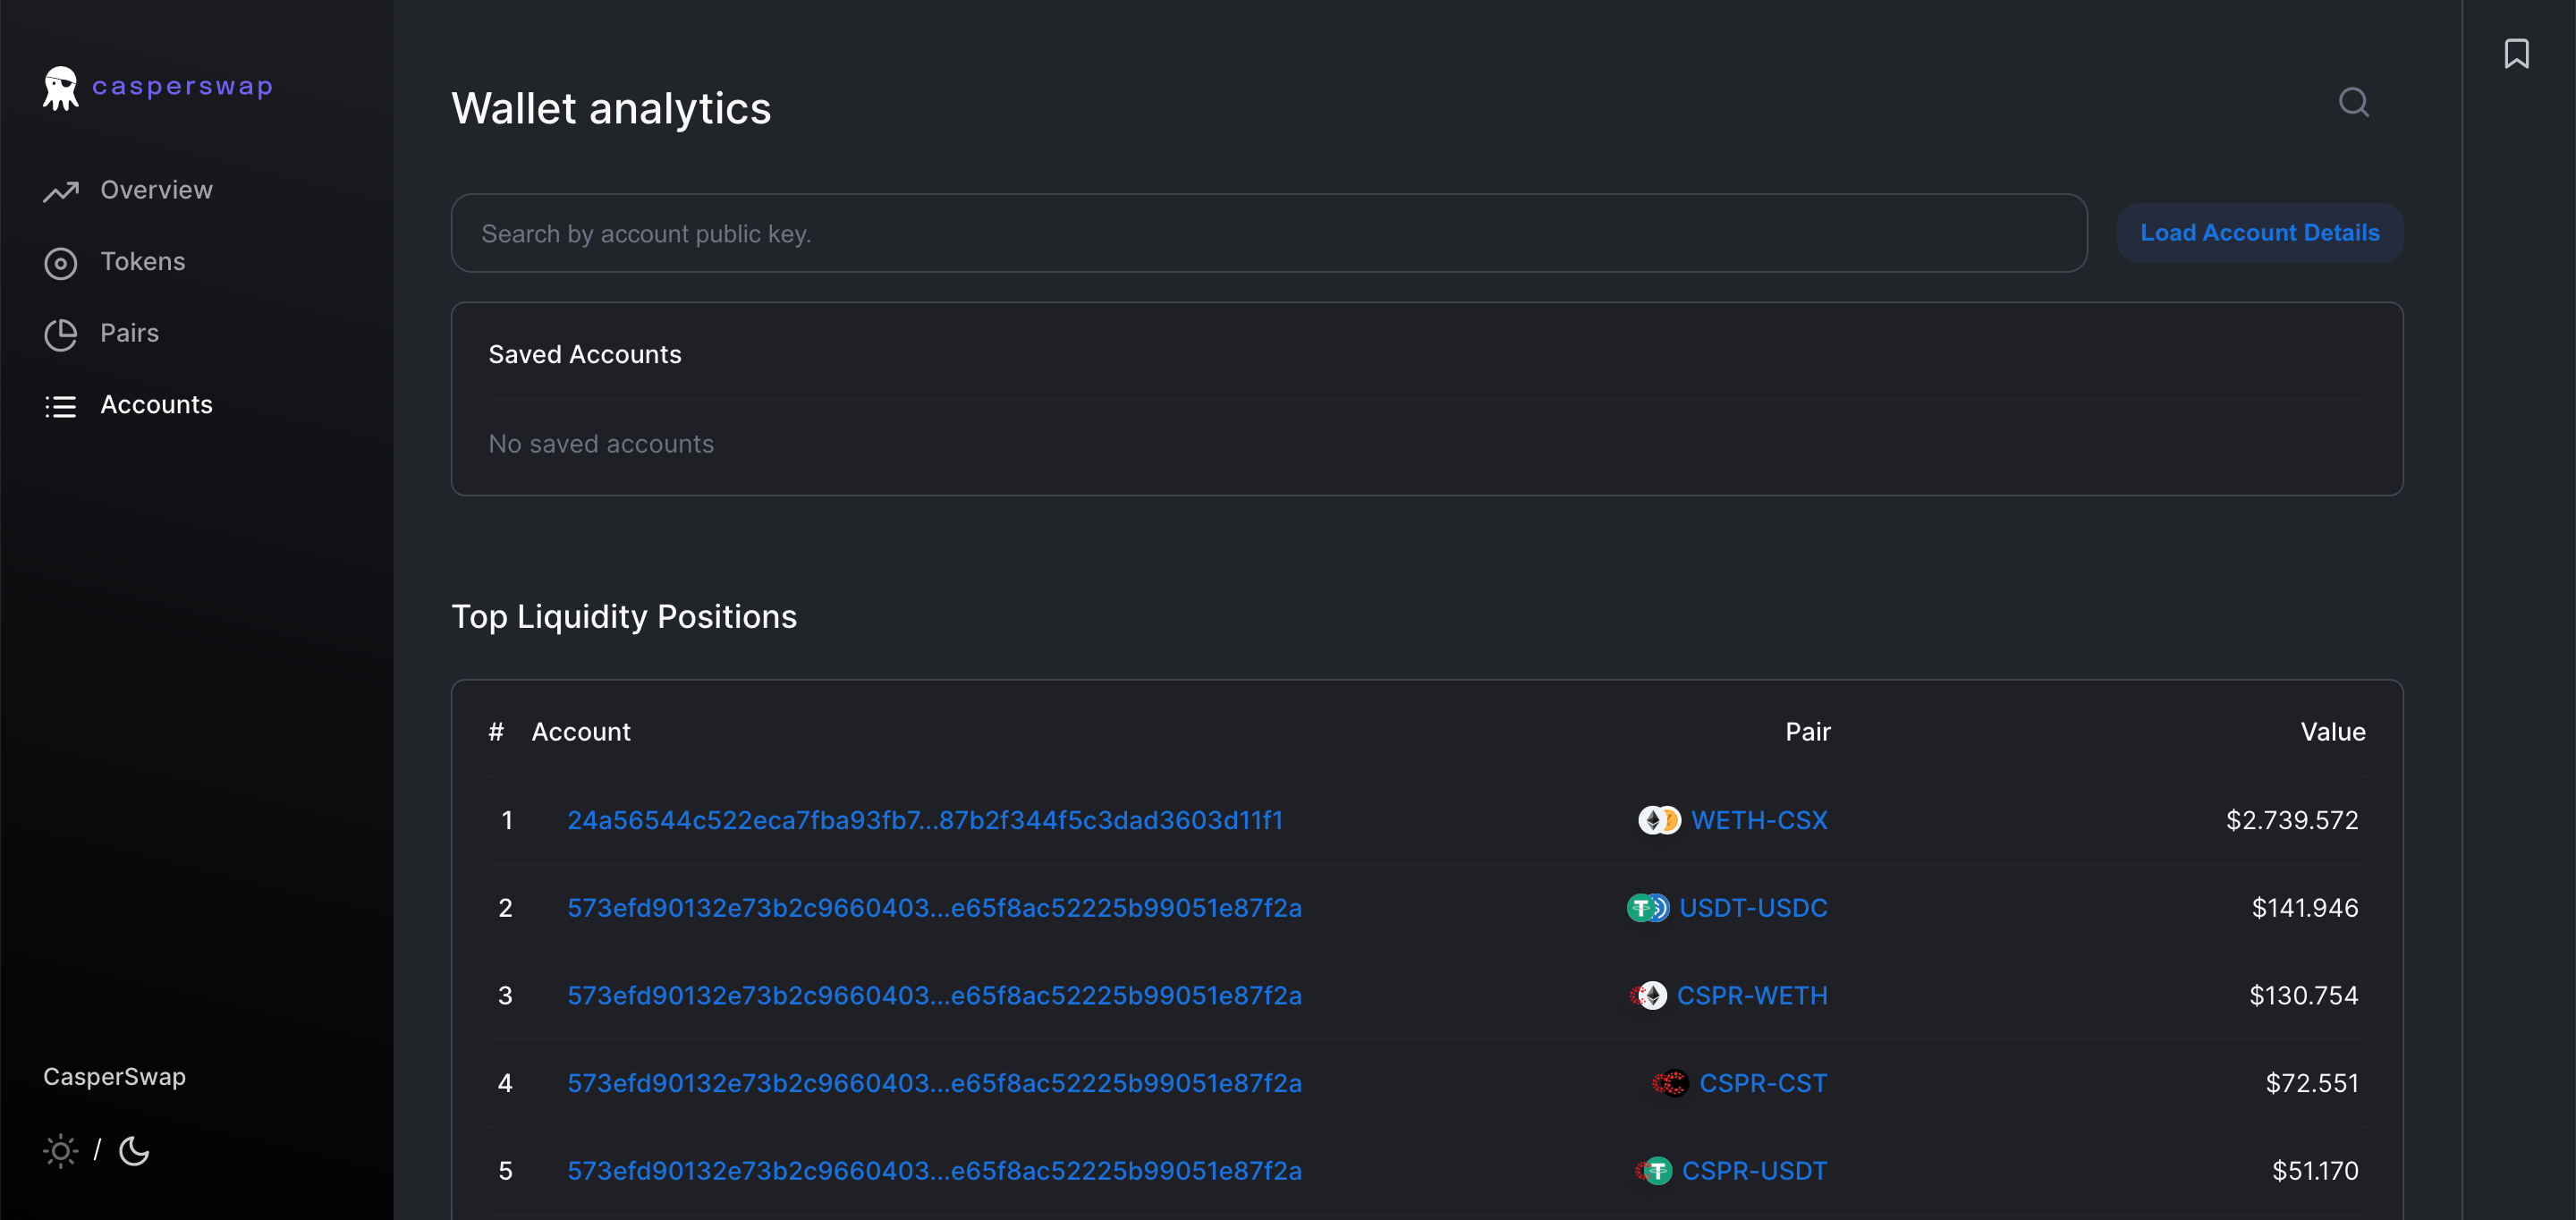 casperswap
Overview
Tokens
Pairs
Accounts
CasperSwap
/
Wallet analytics
Search by account public key.
Load Account Details
Saved Accounts
No saved accounts
Top Liquidity Positions
# Account Pair Value
1 24a56544c522eca7fba93fb7...87b2f344f5c3dad3603d11f1 WETH-CSX $2.739.572
2 573efd90132e73b2c9660403...e65f8ac52225b99051e87f2a USDT-USDC $141.946
3 573efd90132e73b2c9660403...e65f8ac52225b99051e87f2a CSPR-WETH $130.754
4 573efd90132e73b2c9660403...e65f8ac52225b99051e87f2a CSPR-CST $72.551
5 573efd90132e73b2c9660403...e65f8ac52225b99051e87f2a CSPR-USDT $51.170